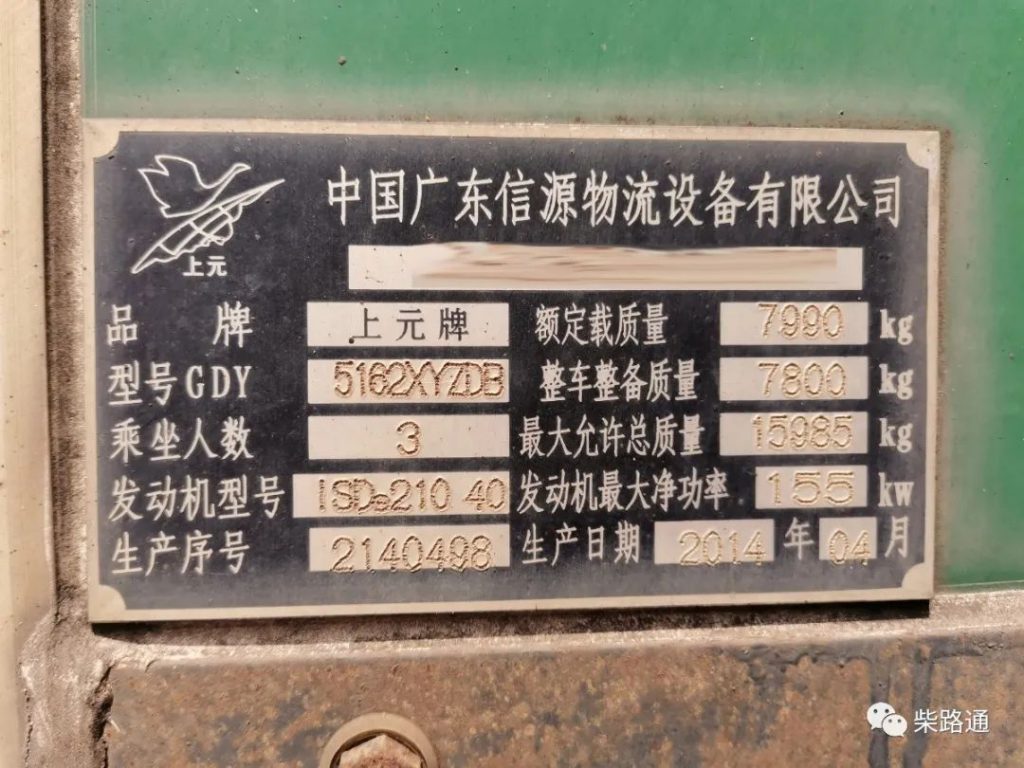 中国广东信源物流设备有限公司
上元
品牌 上元牌 额定载质量 7990 kg
型号GDY 5162XYZDB 整车整备质量 7800 kg
乘坐人数 3 最大允许总质量 15985 kg
发动机型号 ISDe210 40 发动机最大净功率 155 kw
生产序号 2140498 生产日期 2014 年 04 月
柴路通